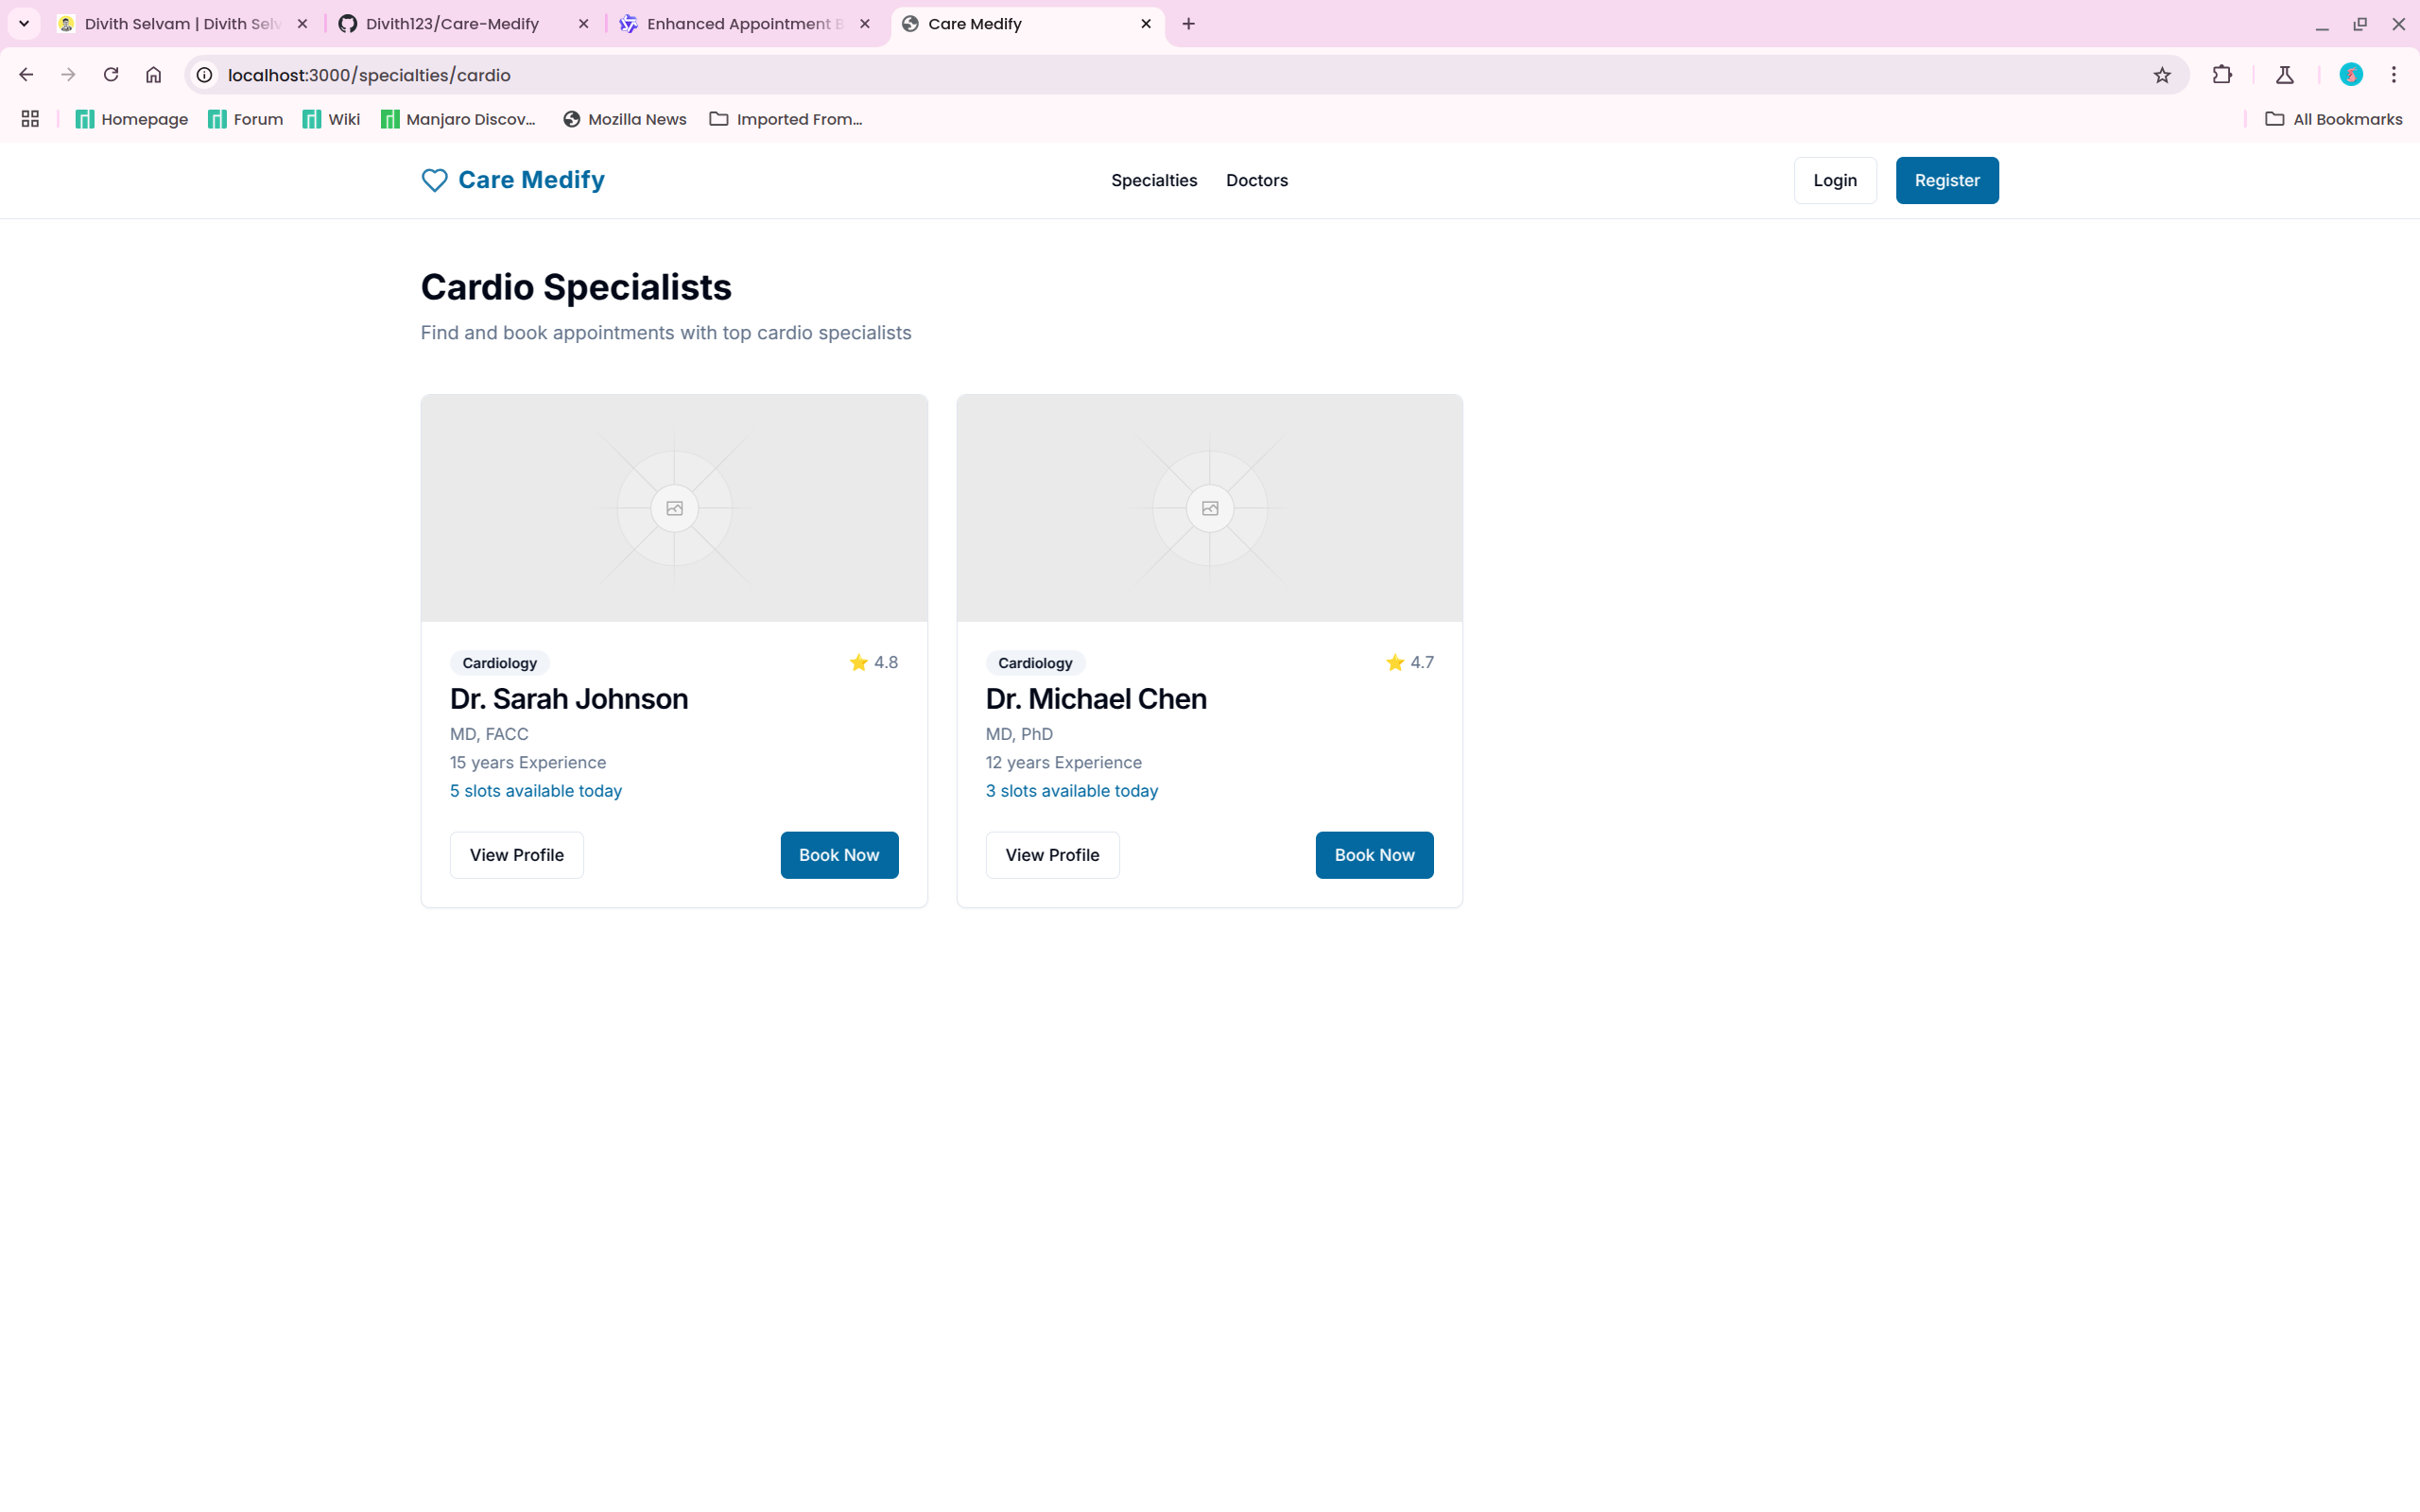 Divith Selvam | Divith Selv
Divith123/Care-Medify
Enhanced Appointment B
Care Medify
localhost:3000/specialties/cardio
Homepage
Forum
Wiki
Manjaro Discov...
Mozilla News
Imported From...
All Bookmarks
Care Medify
Specialties
Doctors
Login
Register
Cardio Specialists
Find and book appointments with top cardio specialists
Cardiology
4.8
Dr. Sarah Johnson
MD, FACC
15 years Experience
5 slots available today
View Profile
Book Now
Cardiology
4.7
Dr. Michael Chen
MD, PhD
12 years Experience
3 slots available today
View Profile
Book Now